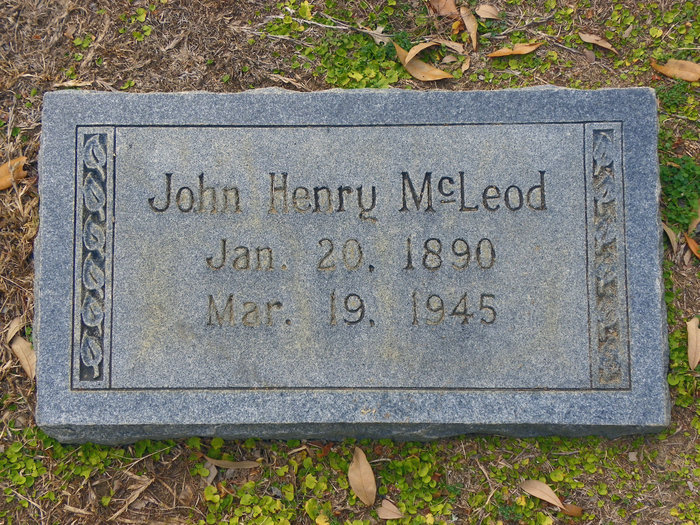 John Henry McLeod
Jan. 20, 1890
Mar. 19, 1945